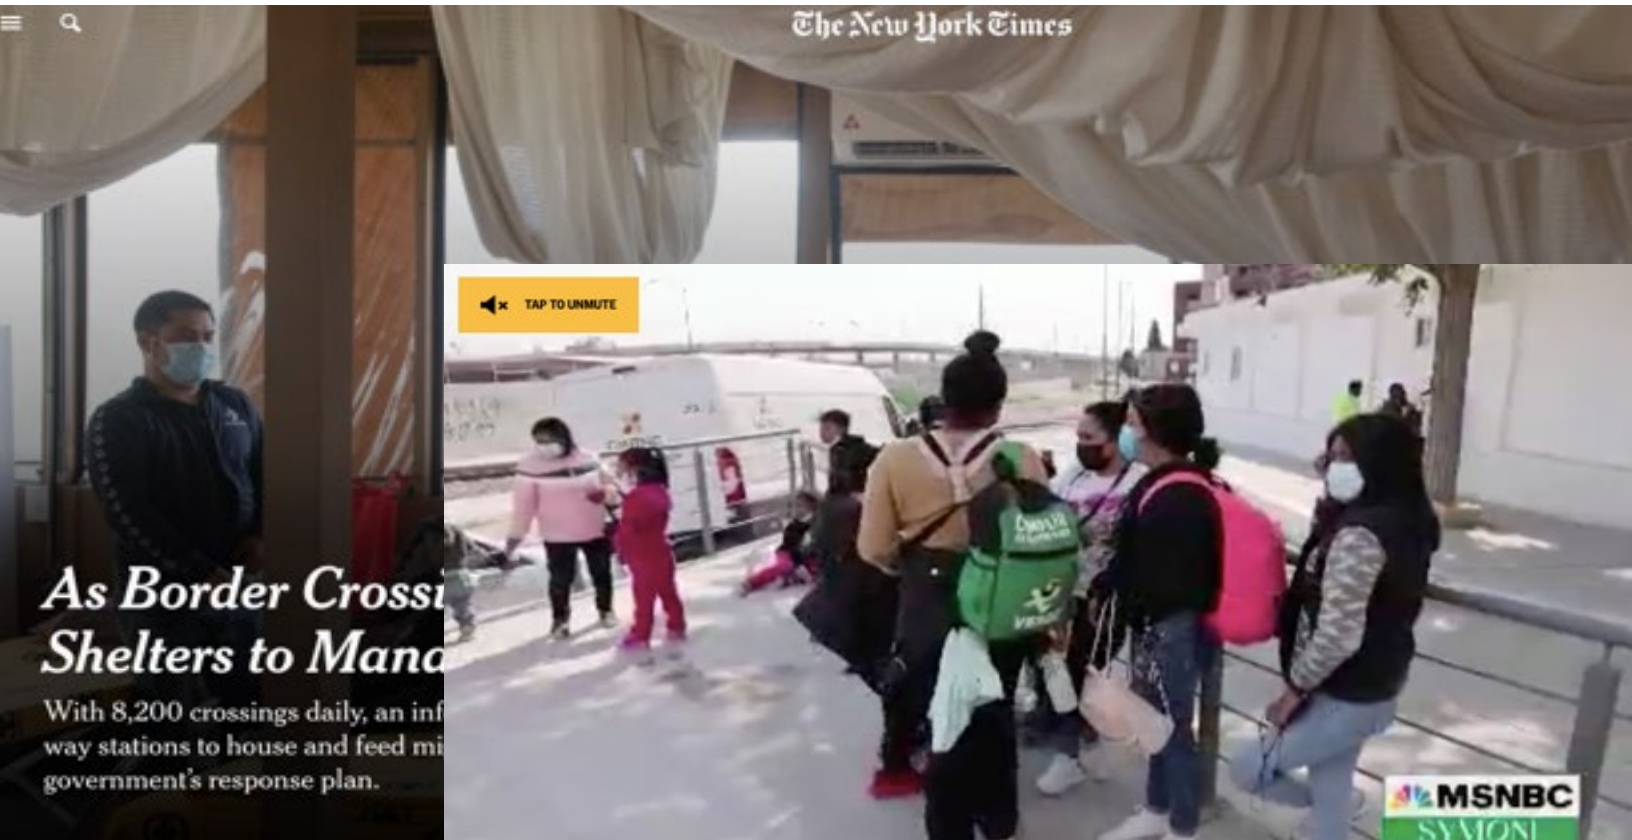 The New York Times
TAP TO UNMUTE
As Border Crossi
Shelters to Mana
With 8,200 crossings daily, an inf
way stations to house and feed mi
government's response plan.
MSNBC
SYMON